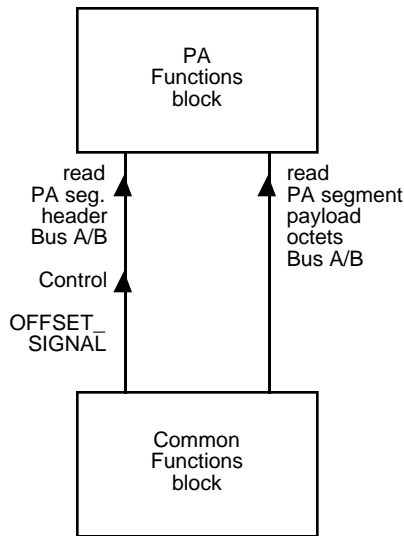 PA
Functions
block
read
PA seg.
header
Bus A/B
read
PA segment
payload
octets
Bus A/B
Control
OFFSET_
SIGNAL
Common
Functions
block